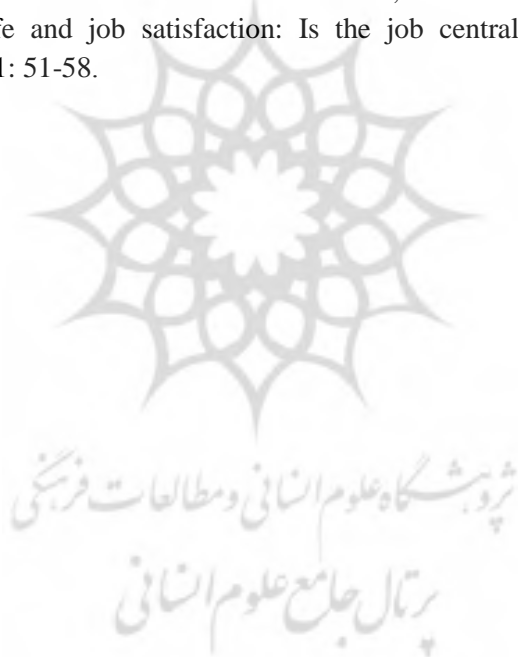 fe and job satisfaction: Is the job central
1: 51-58.
پژوهشگاه علوم انسانی و مطالعات فرهنگی
پرتال جامع علوم انسانی